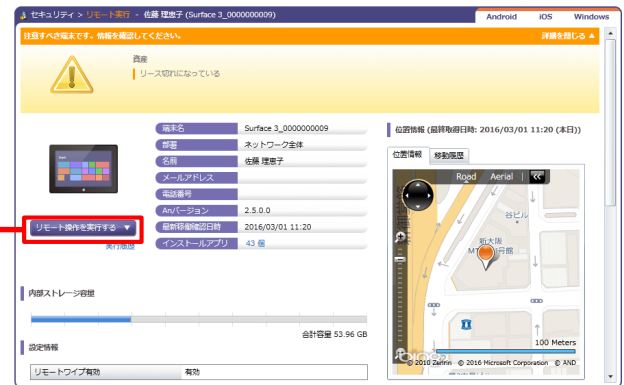 セキュリティ > リモート実行 - 佐藤 理恵子 (Surface 3_0000000009)
Android iOS Windows
注意すべき端末です。情報を確認してください。 詳細を閉じる ▲
資産
リース切れになっている
端末名 Surface 3_0000000009
部署 ネットワーク全体
名前 佐藤 理恵子
メールアドレス
電話番号
Anバージョン 2.5.0.0
最新稼働確認日時 2016/03/01 11:20
インストールアプリ 43 個
リモート操作を実行する ▼
実行履歴
位置情報 (最終取得日時: 2016/03/01 11:20 (本日))
位置情報 移動履歴
Road Aerial | «
谷ビル
新大阪
100 Meters
bing
© 2010 Zenrin © 2016 Microsoft Corporation © AND
内部ストレージ容量
合計容量 53.96 GB
設定情報
リモートワイプ有効 有効